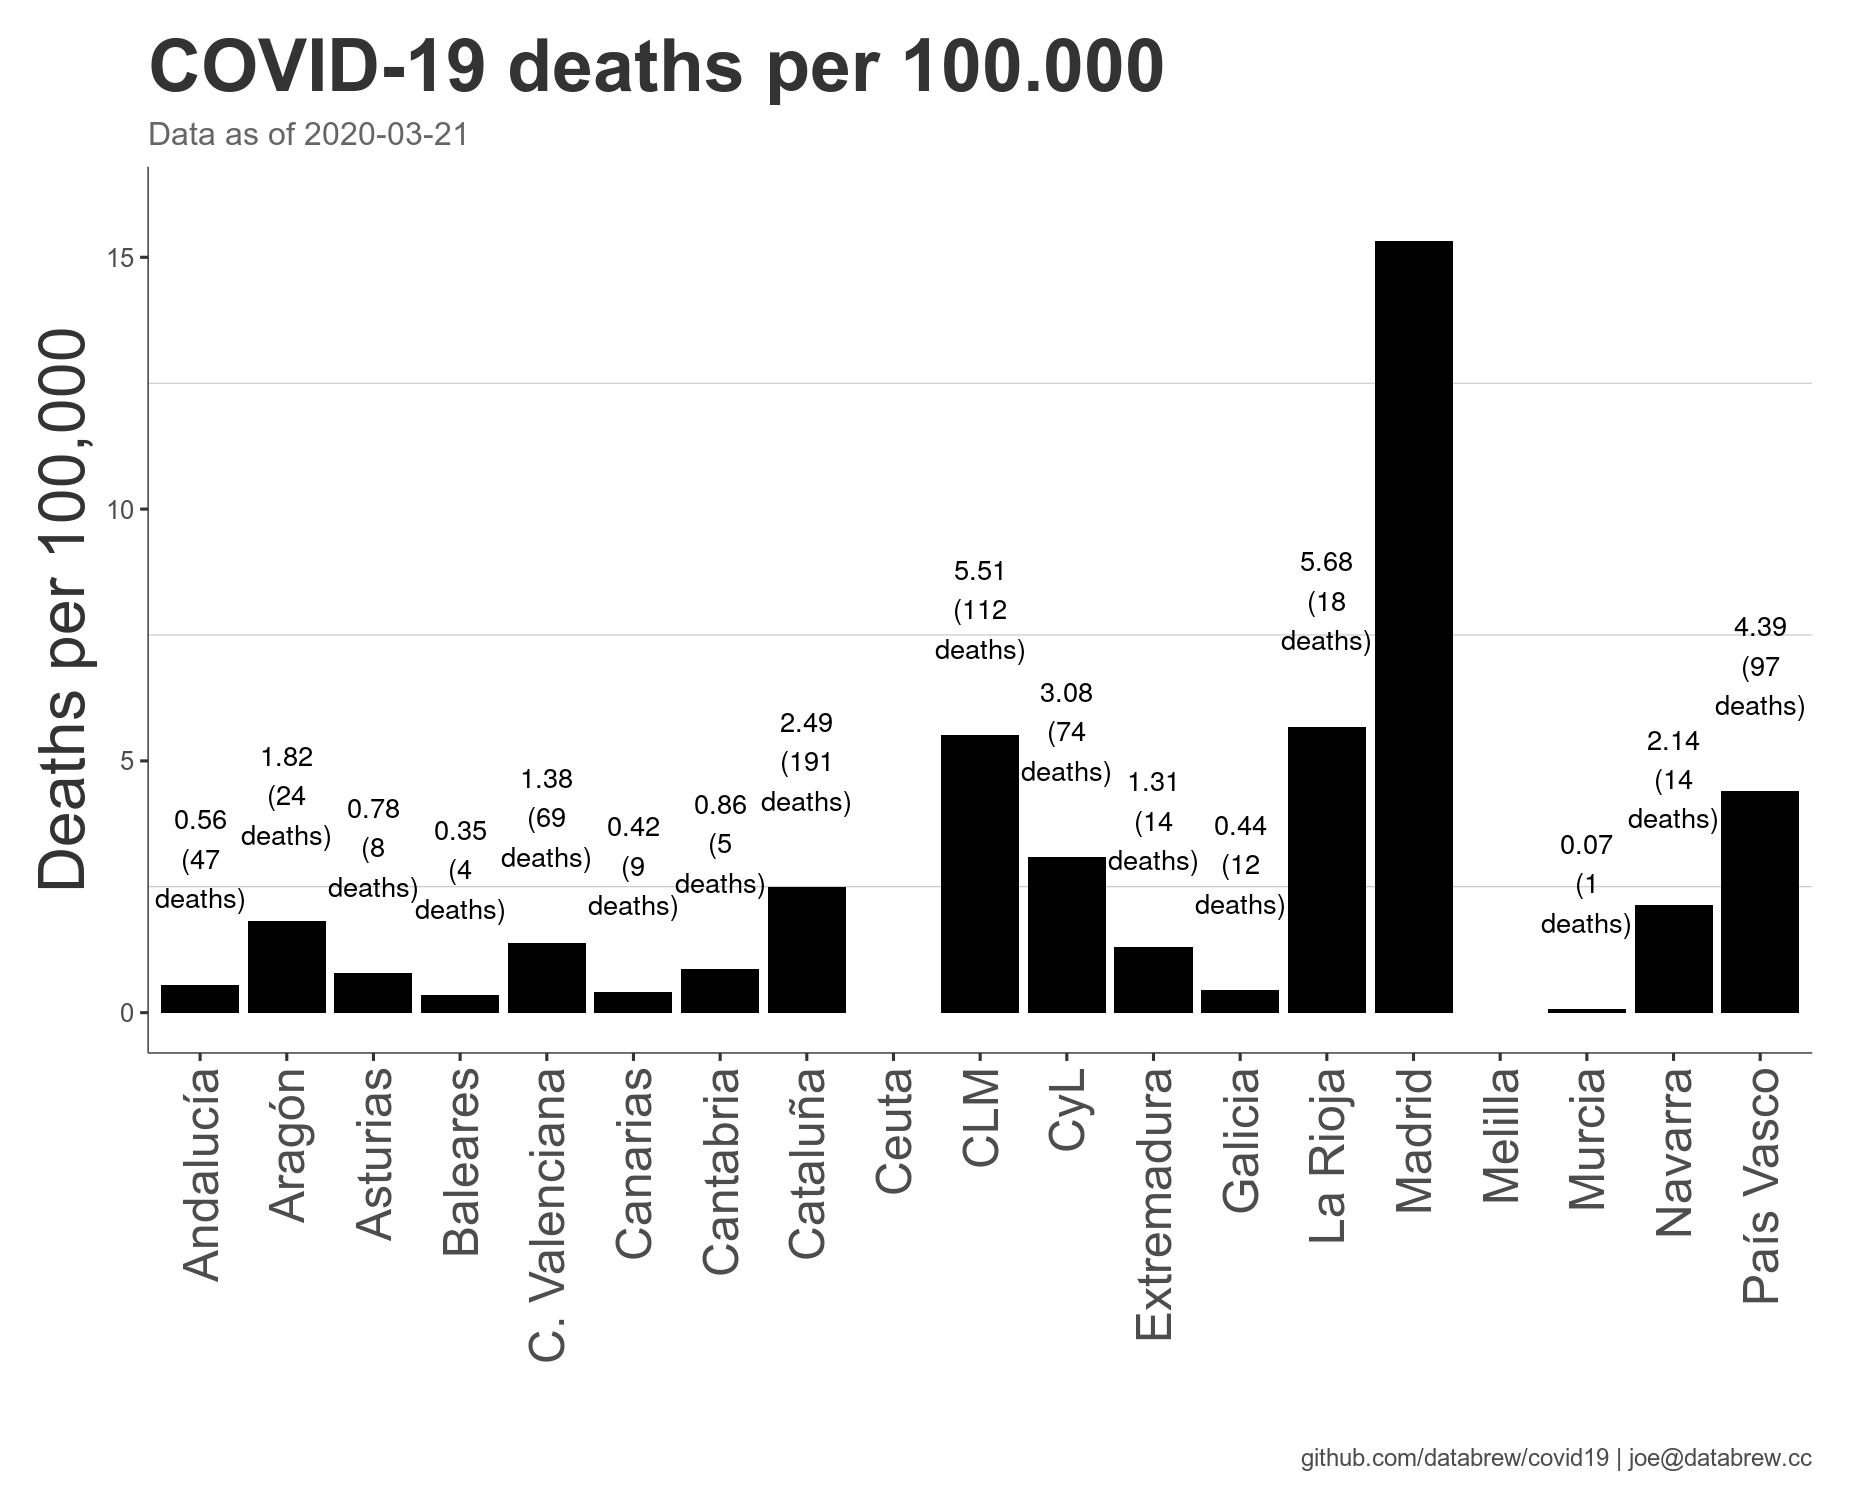 COVID-19 deaths per 100.000
Data as of 2020-03-21
Deaths per 100,000
15
10
5
0
0.56
(47
deaths)
1.82
(24
deaths)
0.78
(8
deaths)
0.35
(4
deaths)
1.38
(69
deaths)
0.42
(9
deaths)
0.86
(5
deaths)
2.49
(191
deaths)
5.51
(112
deaths)
3.08
(74
deaths)
1.31
(14
deaths)
0.44
(12
deaths)
5.68
(18
deaths)
0.07
(1
deaths)
2.14
(14
deaths)
4.39
(97
deaths)
Andalucía
Aragón
Asturias
Baleares
C. Valenciana
Canarias
Cantabria
Cataluña
Ceuta
CLM
CyL
Extremadura
Galicia
La Rioja
Madrid
Melilla
Murcia
Navarra
País Vasco
github.com/databrew/covid19 | joe@databrew.cc